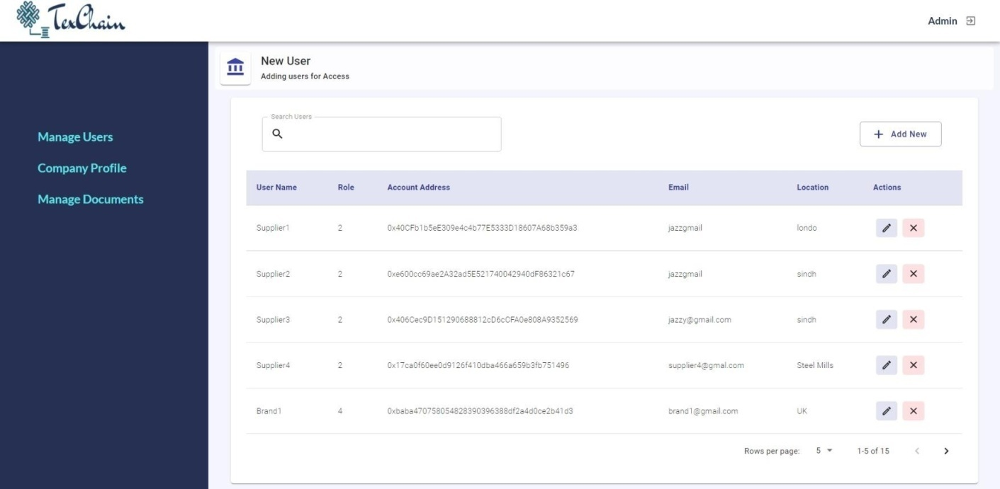 TexChain
Admin
New User
Adding users for Access
Manage Users
Company Profile
Manage Documents
Search Users
+ Add New
User Name Role Account Address Email Location Actions
Supplier1 2 0x40CFb1b5eE309e4c4b77E5333D18607A68b359a3 jazzgmail londo
Supplier2 2 0xe600cc69ae2A32ad5E521740042940dF86321c67 jazzgmail sindh
Supplier3 2 0x406Cec9D151290688812cD6cCFA0e808A9352569 jazzy@gmail.com sindh
Supplier4 2 0x17ca0f60ee0d9126f410dba466a659b3fb751496 supplier4@gmal.com Steel Mills
Brand1 4 0xbaba470758054828390396388df2a4d0ce2b41d3 brand1@gmail.com UK
Rows per page: 5 1-5 of 15